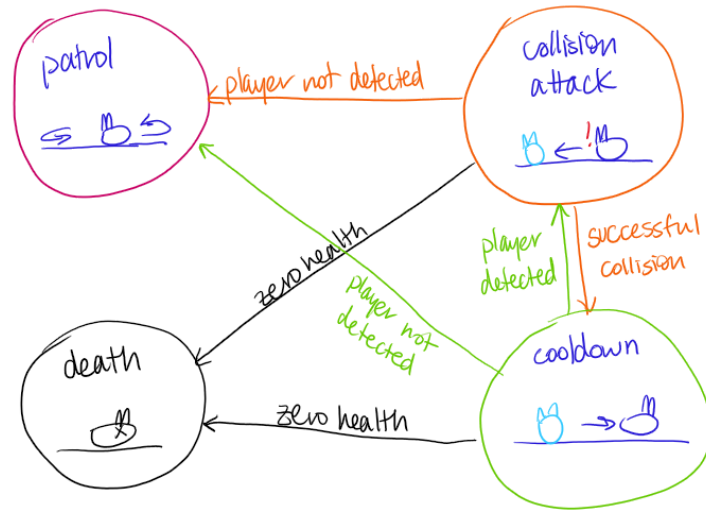 patrol
player not detected
collision
attack
!
zero health
player
detected
successful
collision
player not
detected
death
cooldown
zero health